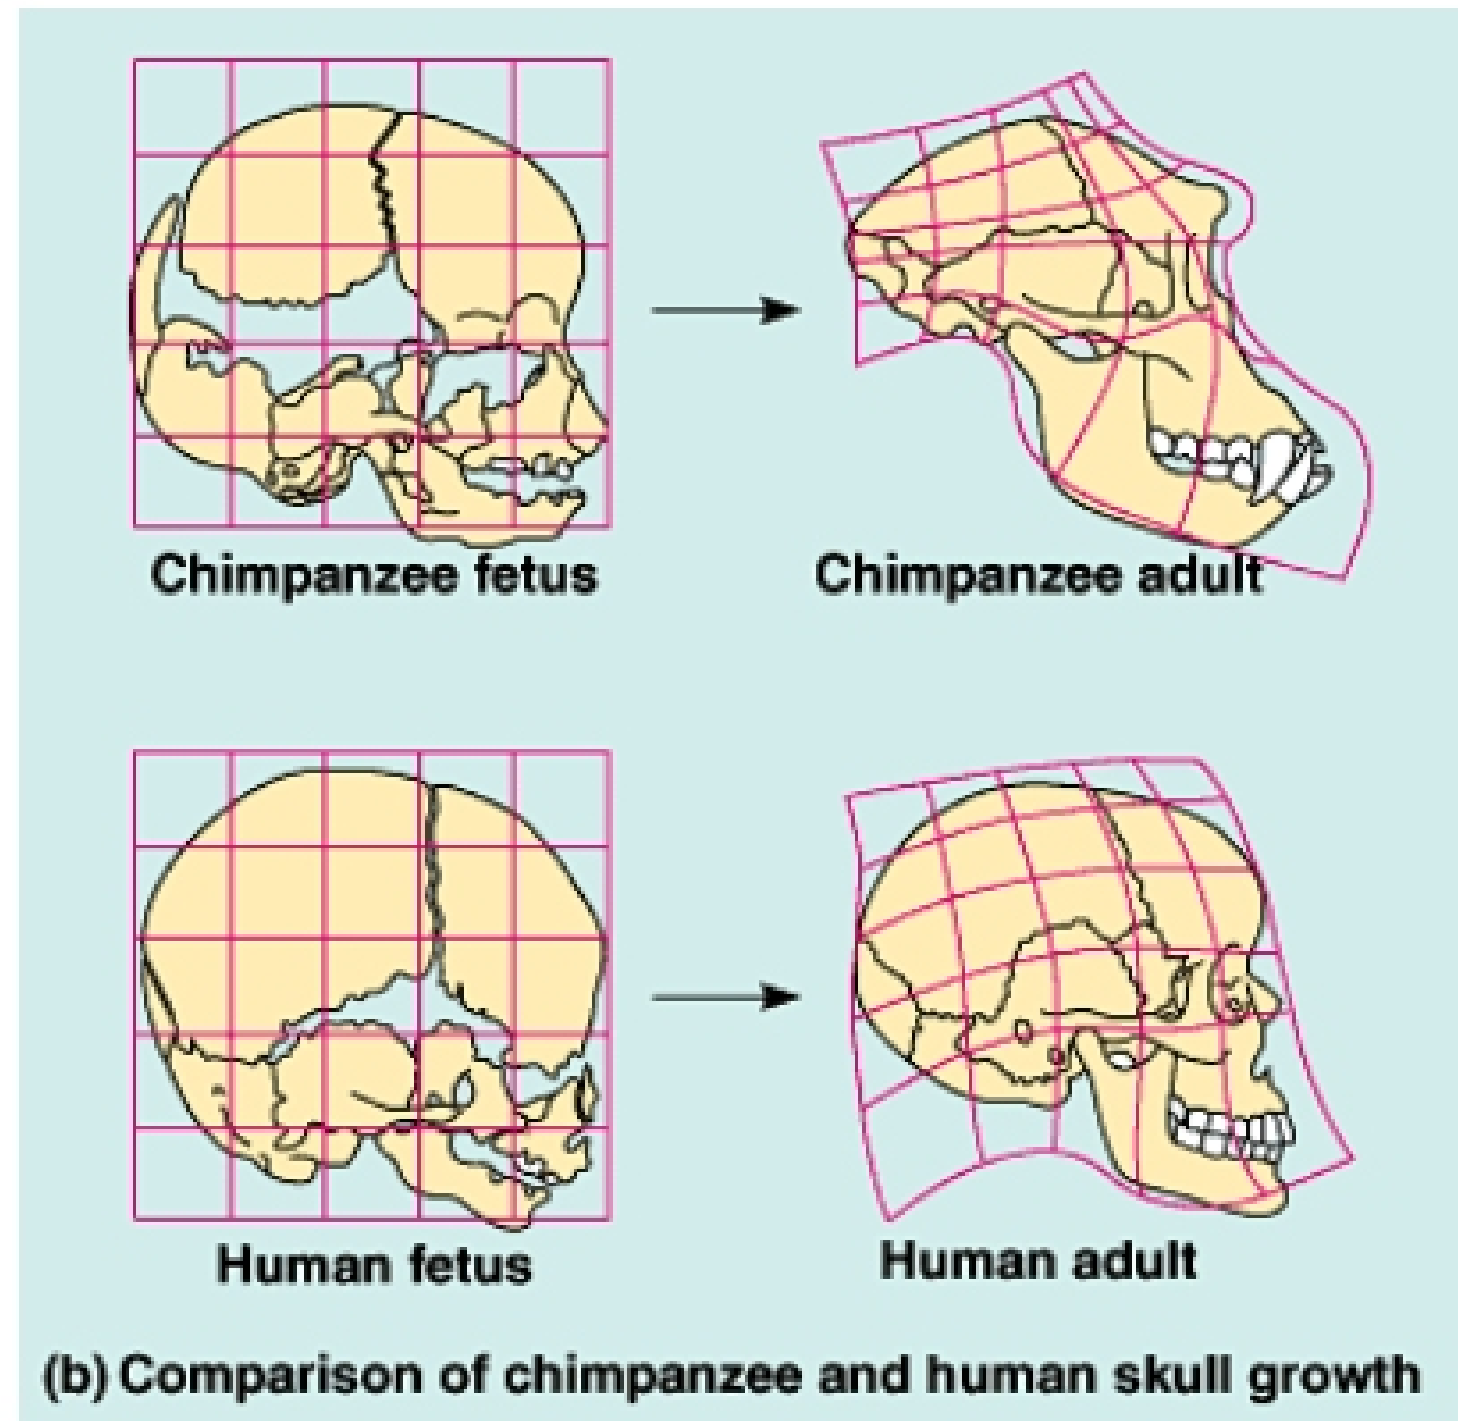 Chimpanzee fetus
Chimpanzee adult
Human fetus
Human adult
(b) Comparison of chimpanzee and human skull growth